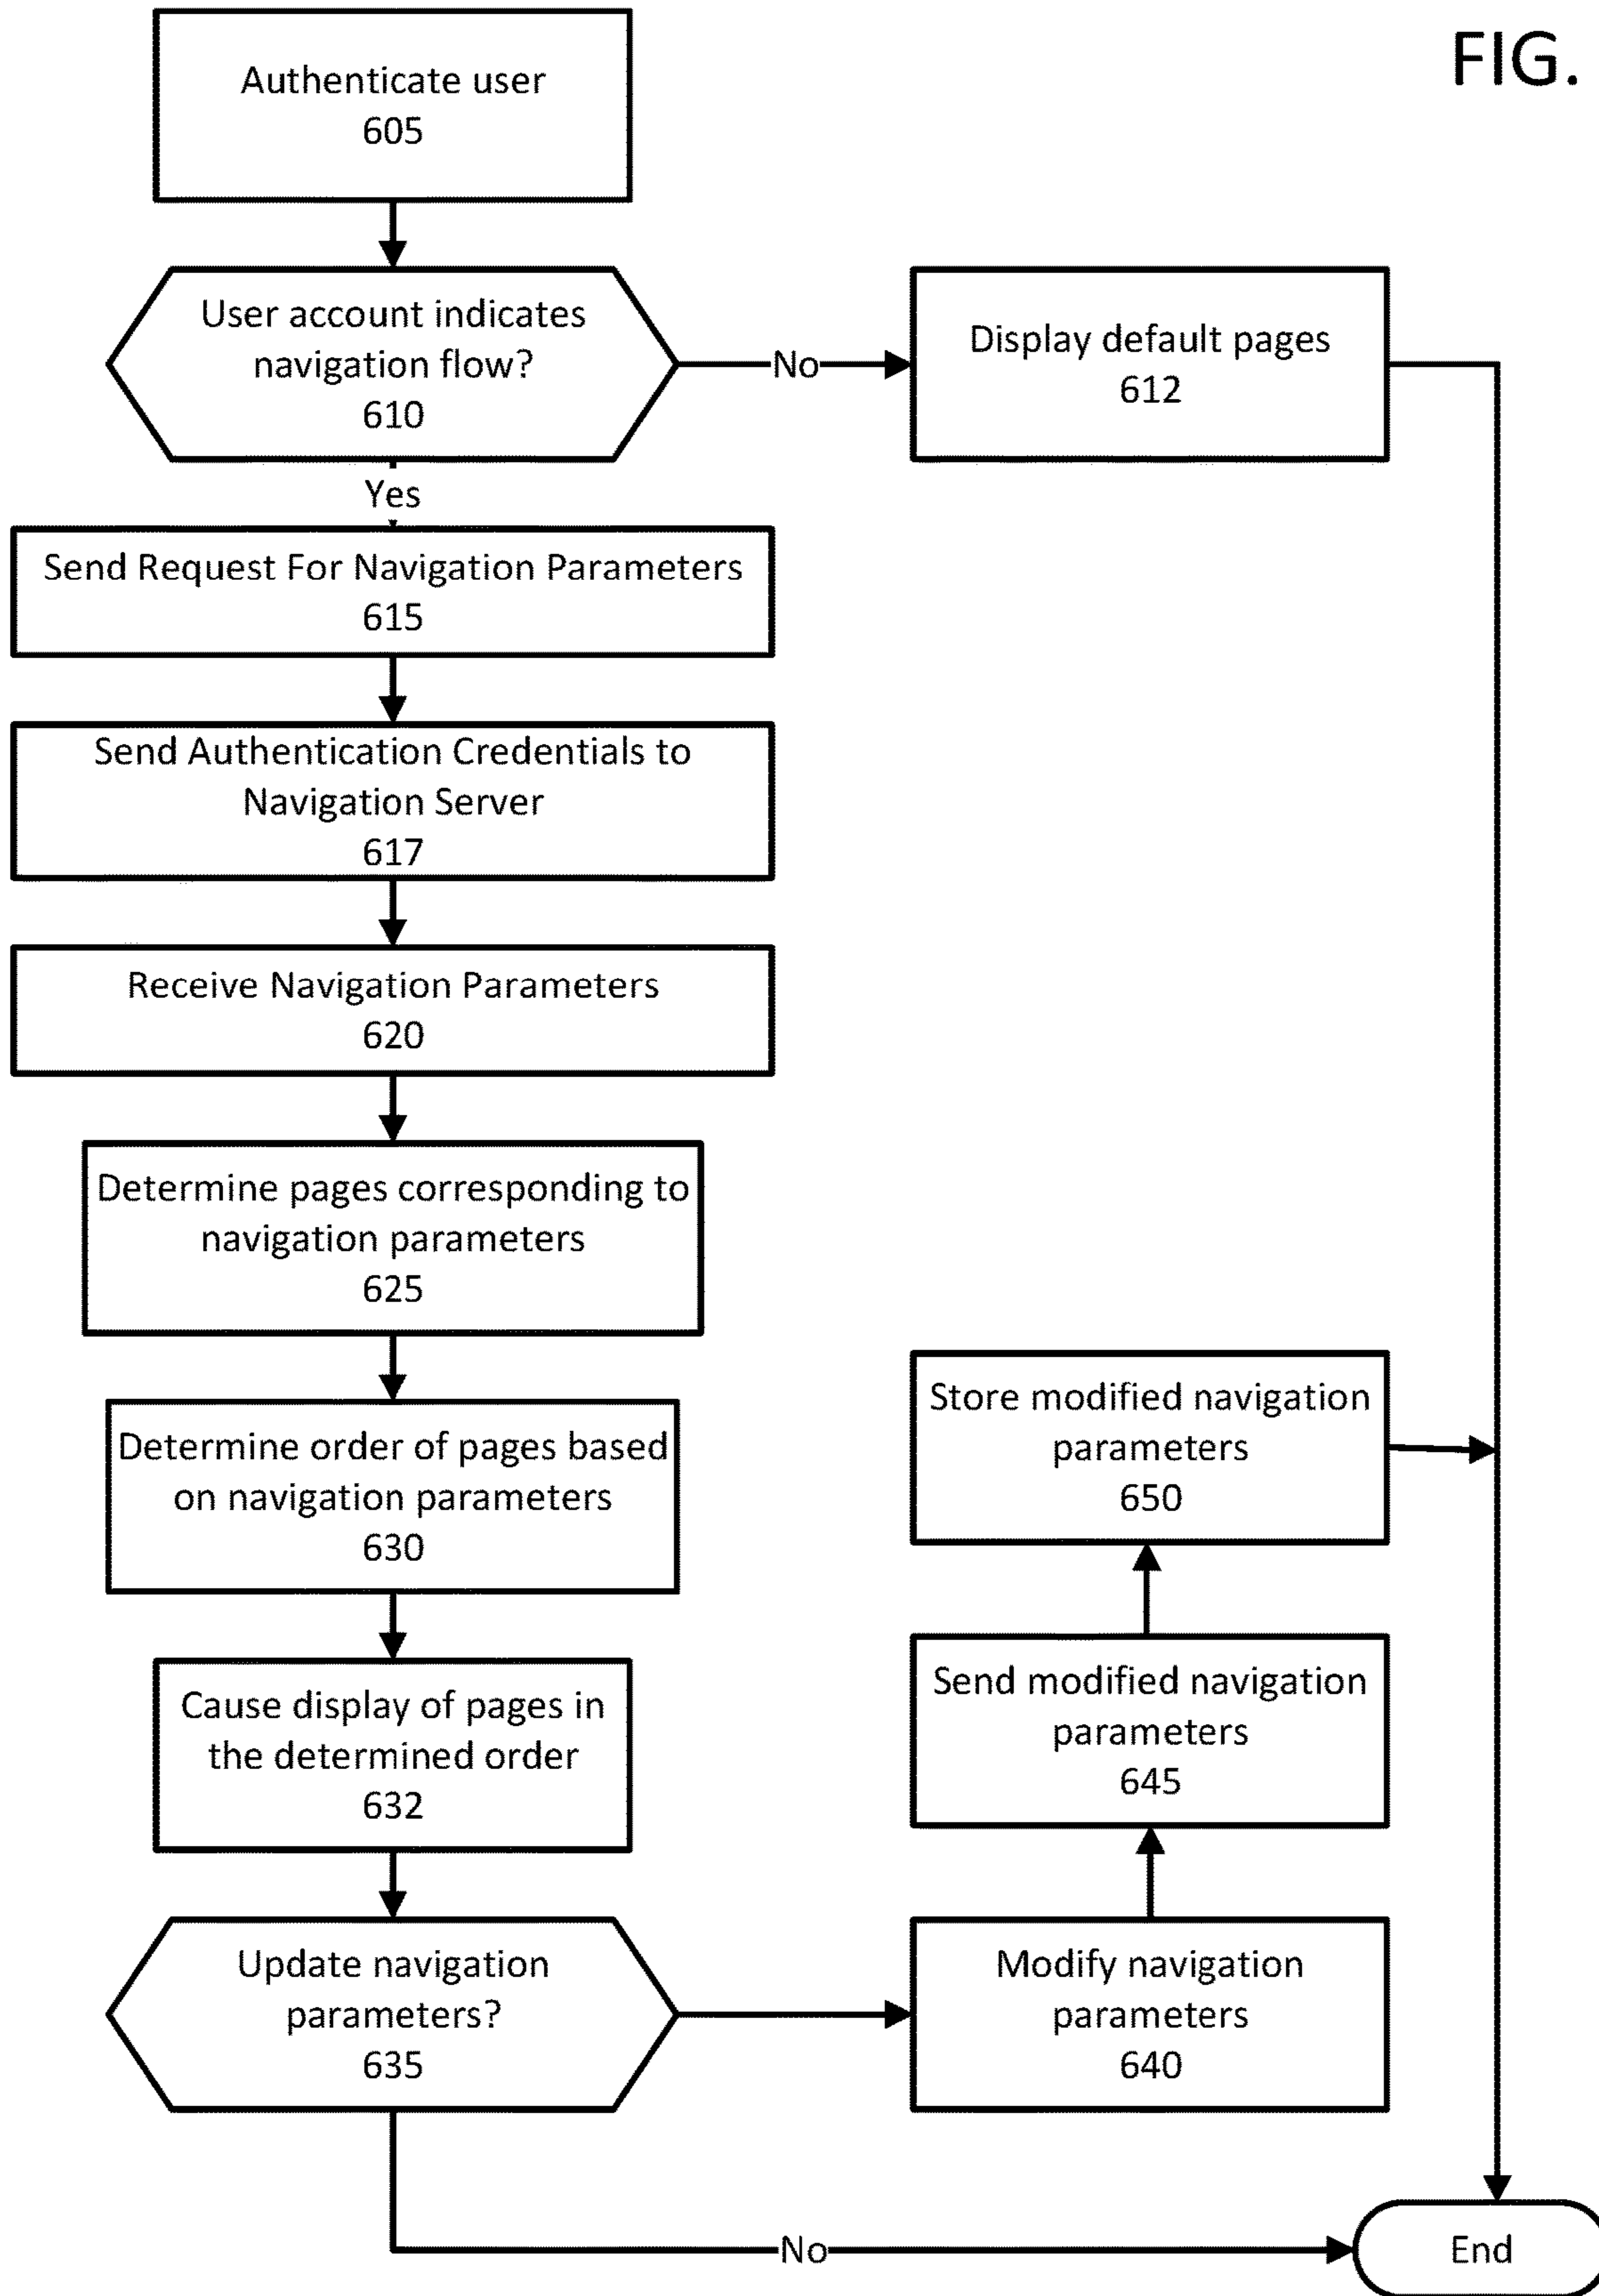 FIG.
Authenticate user
605
User account indicates
navigation flow?
610
No
Display default pages
612
Yes
Send Request For Navigation Parameters
615
Send Authentication Credentials to
Navigation Server
617
Receive Navigation Parameters
620
Determine pages corresponding to
navigation parameters
625
Determine order of pages based
on navigation parameters
630
Cause display of pages in
the determined order
632
Update navigation
parameters?
635
Modify navigation
parameters
640
Send modified navigation
parameters
645
Store modified navigation
parameters
650
No
End